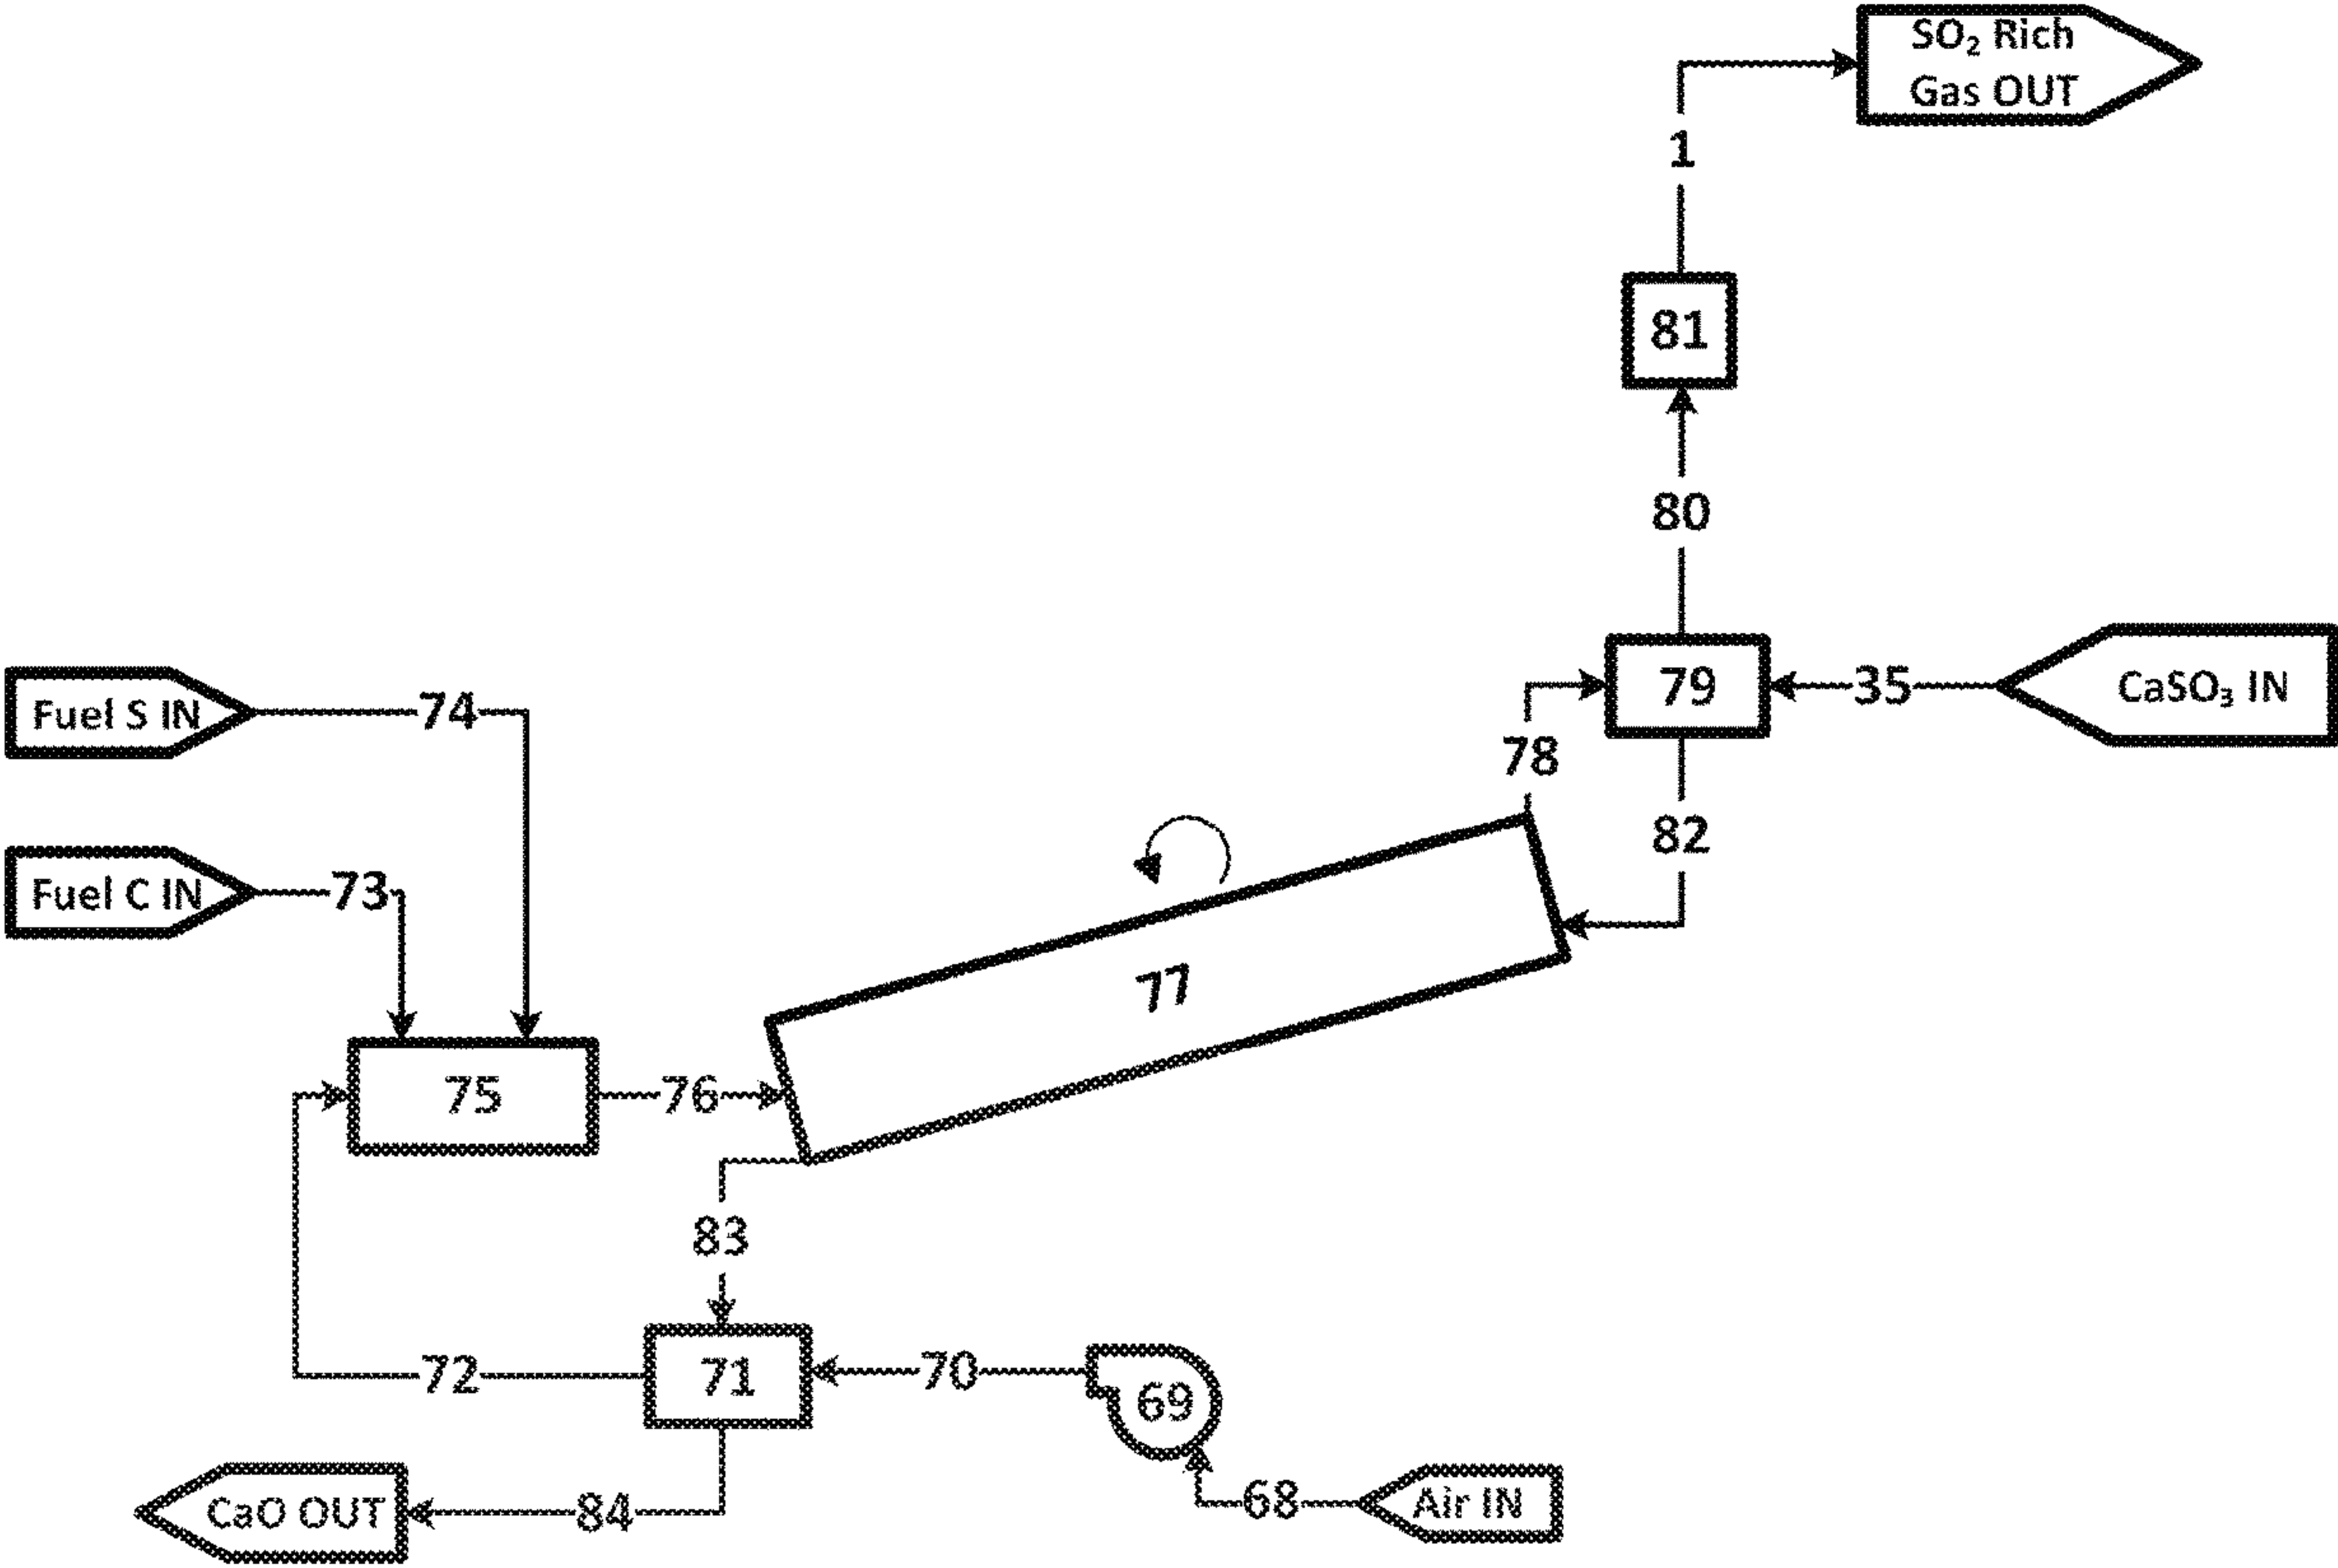 SO₂ Rich
Gas OUT
1
81
80
Fuel S IN
74
79
35
CaSO₃ IN
78
82
Fuel C IN
73
77
75
76
83
72
71
70
69
CaO OUT
84
68
Air IN